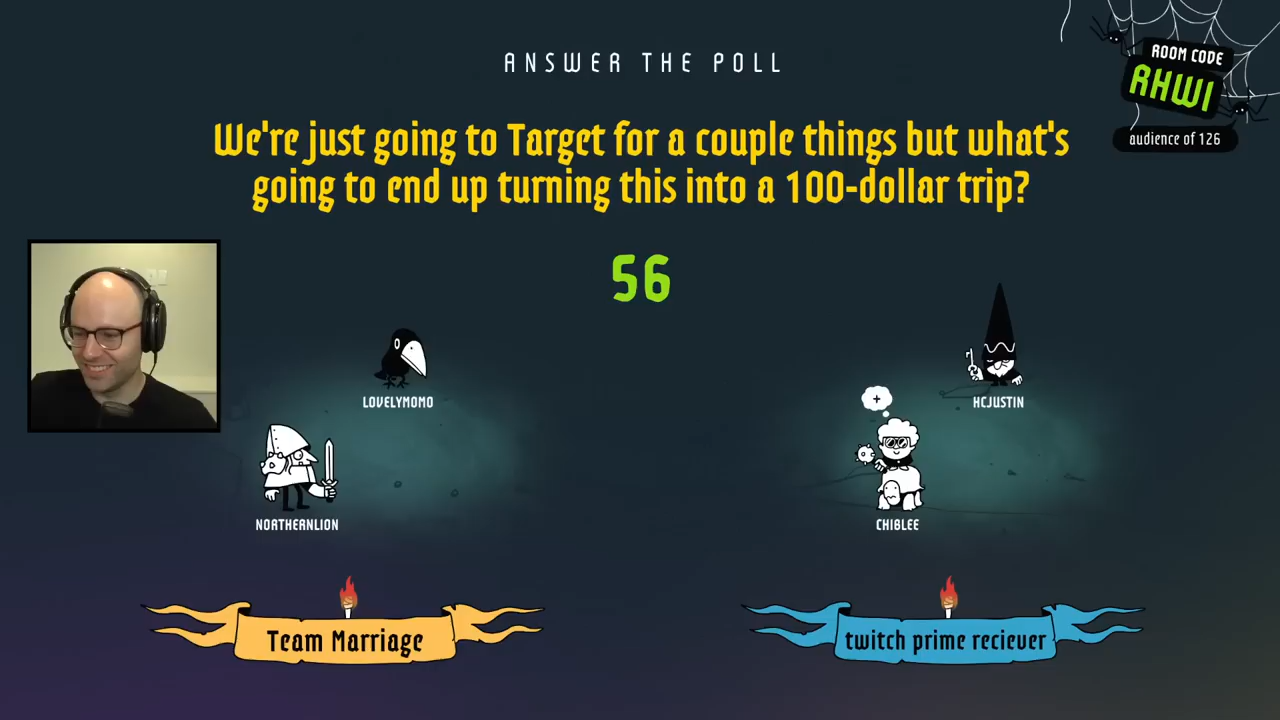 ANSWER THE POLL
ROOM CODE
RHWI
audience of 126
We're just going to Target for a couple things but what's
going to end up turning this into a 100-dollar trip?
56
LOVELYMOMO
HCJUSTIN
NORTHERNLION
CHIBLEE
Team Marriage
twitch prime reciever